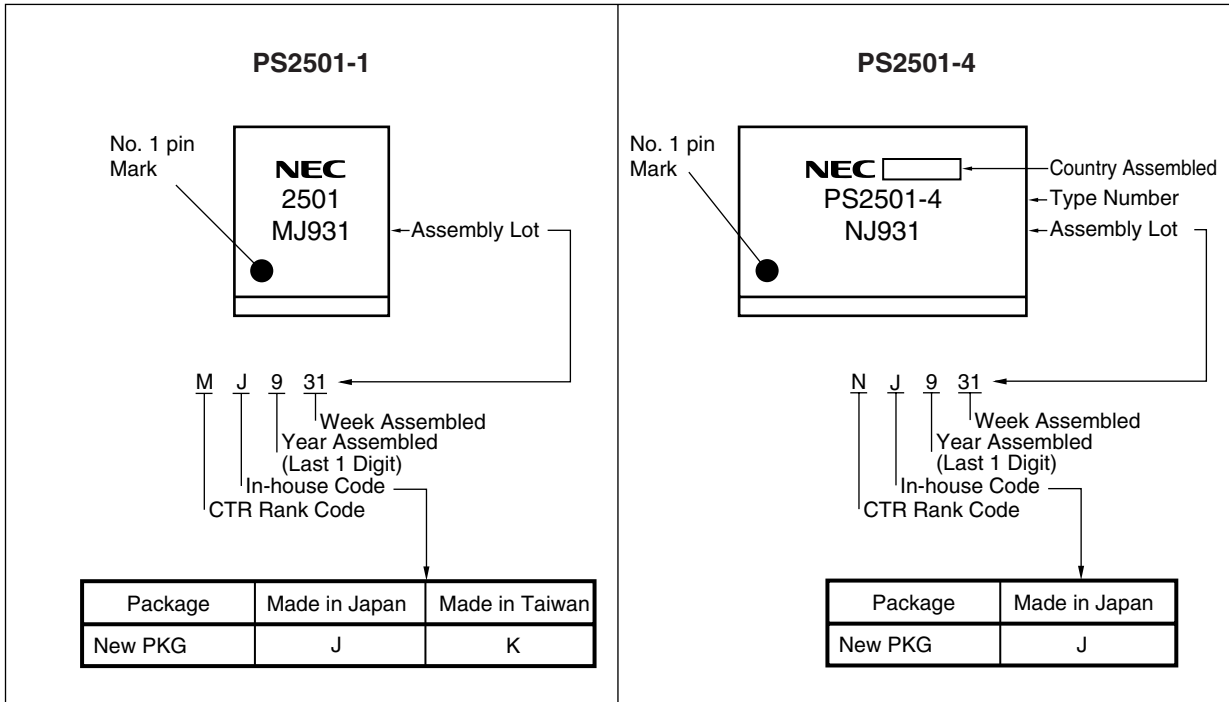 PS2501-1
No. 1 pin
Mark
NEC
2501
MJ931
Assembly Lot
M J 9 31
Week Assembled
Year Assembled
(Last 1 Digit)
In-house Code
CTR Rank Code
Package Made in Japan Made in Taiwan
New PKG J K
PS2501-4
No. 1 pin
Mark
NEC
Country Assembled
PS2501-4
Type Number
NJ931
Assembly Lot
N J 9 31
Week Assembled
Year Assembled
(Last 1 Digit)
In-house Code
CTR Rank Code
Package Made in Japan
New PKG J